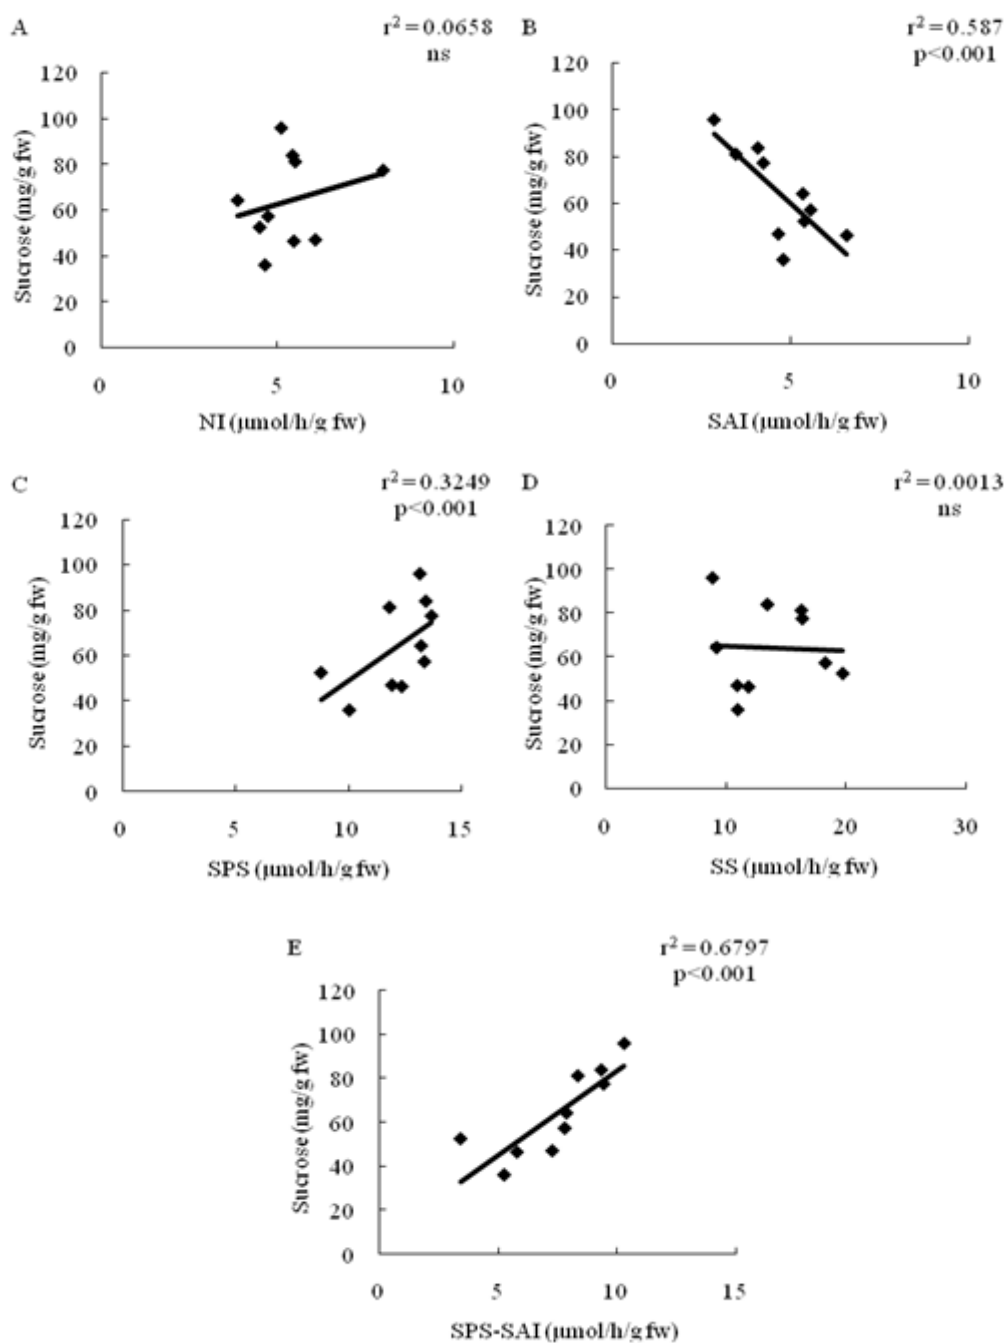 A
r² = 0.0658
ns
Sucrose (mg/g fw)
120
100
80
60
40
20
0
0 5 10
NI (μmol/h/g fw)
B
r² = 0.587
p<0.001
Sucrose (mg/g fw)
120
100
80
60
40
20
0
0 5 10
SAI (μmol/h/g fw)
C
r² = 0.3249
p<0.001
Sucrose (mg/g fw)
120
100
80
60
40
20
0
0 5 10 15
SPS (μmol/h/g fw)
D
r² = 0.0013
ns
Sucrose (mg/g fw)
120
100
80
60
40
20
0
0 10 20 30
SS (μmol/h/g fw)
E
r² = 0.6797
p<0.001
Sucrose (mg/g fw)
120
100
80
60
40
20
0
0 5 10 15
SPS-SAI (μmol/h/g fw)